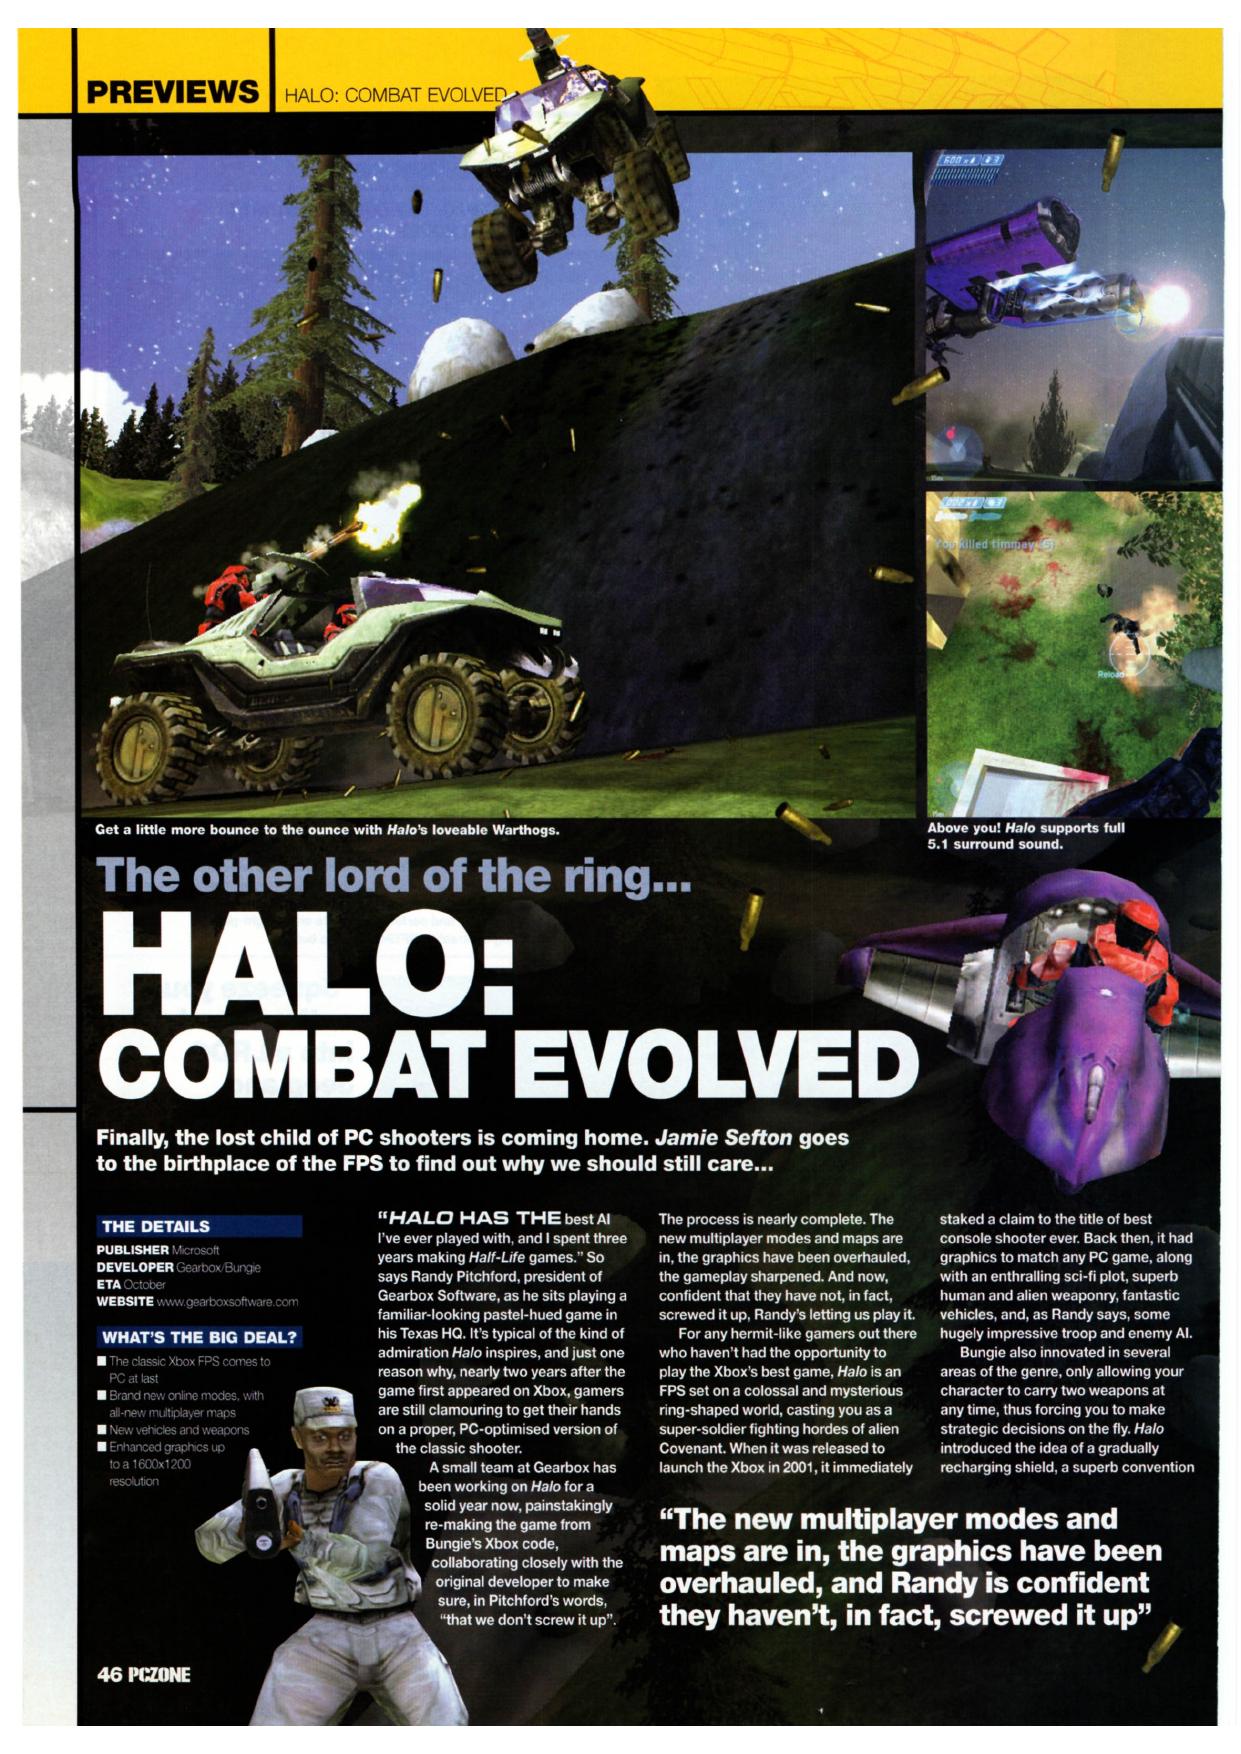 PREVIEWS
HALO: COMBAT EVOLVED
You killed timmay (S)
Reload
Get a little more bounce to the ounce with Halo's loveable Warthogs.
Above you! Halo supports full
5.1 surround sound.
The other lord of the ring...
HALO:
COMBAT EVOLVED
Finally, the lost child of PC shooters is coming home. Jamie Sefton goes
to the birthplace of the FPS to find out why we should still care...
THE DETAILS
PUBLISHER Microsoft
DEVELOPER Gearbox/Bungie
ETA October
WEBSITE www.gearboxsoftware.com
WHAT'S THE BIG DEAL?
The classic Xbox FPS comes to
PC at last
Brand new online modes, with
all-new multiplayer maps
New vehicles and weapons
Enhanced graphics up
to a 1600x1200
resolution
"HALO HAS THE best AI
I've ever played with, and I spent three
years making Half-Life games." So
says Randy Pitchford, president of
Gearbox Software, as he sits playing a
familiar-looking pastel-hued game in
his Texas HQ. It's typical of the kind of
admiration Halo inspires, and just one
reason why, nearly two years after the
game first appeared on Xbox, gamers
are still clamouring to get their hands
on a proper, PC-optimised version of
the classic shooter.
A small team at Gearbox has
been working on Halo for a
solid year now, painstakingly
re-making the game from
Bungie's Xbox code,
collaborating closely with the
original developer to make
sure, in Pitchford's words,
"that we don't screw it up".
The process is nearly complete. The
new multiplayer modes and maps are
in, the graphics have been overhauled,
the gameplay sharpened. And now,
confident that they have not, in fact,
screwed it up, Randy's letting us play it.
For any hermit-like gamers out there
who haven't had the opportunity to
play the Xbox's best game, Halo is an
FPS set on a colossal and mysterious
ring-shaped world, casting you as a
super-soldier fighting hordes of alien
Covenant. When it was released to
launch the Xbox in 2001, it immediately
staked a claim to the title of best
console shooter ever. Back then, it had
graphics to match any PC game, along
with an enthralling sci-fi plot, superb
human and alien weaponry, fantastic
vehicles, and, as Randy says, some
hugely impressive troop and enemy AI.
Bungie also innovated in several
areas of the genre, only allowing your
character to carry two weapons at
any time, thus forcing you to make
strategic decisions on the fly. Halo
introduced the idea of a gradually
recharging shield, a superb convention
"The new multiplayer modes and
maps are in, the graphics have been
overhauled, and Randy is confident
they haven't, in fact, screwed it up"
46 PCZONE